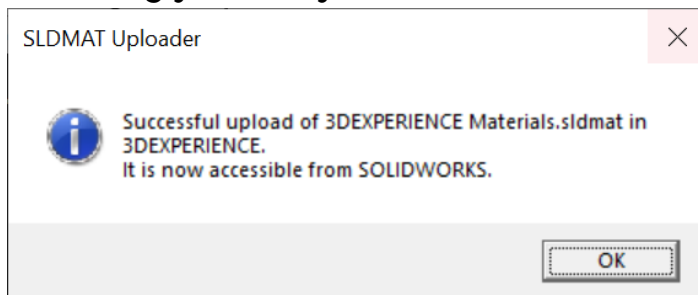 SLDMAT Uploader
Successful upload of 3DEXPERIENCE Materials.sldmat in
3DEXPERIENCE.
It is now accessible from SOLIDWORKS.
OK